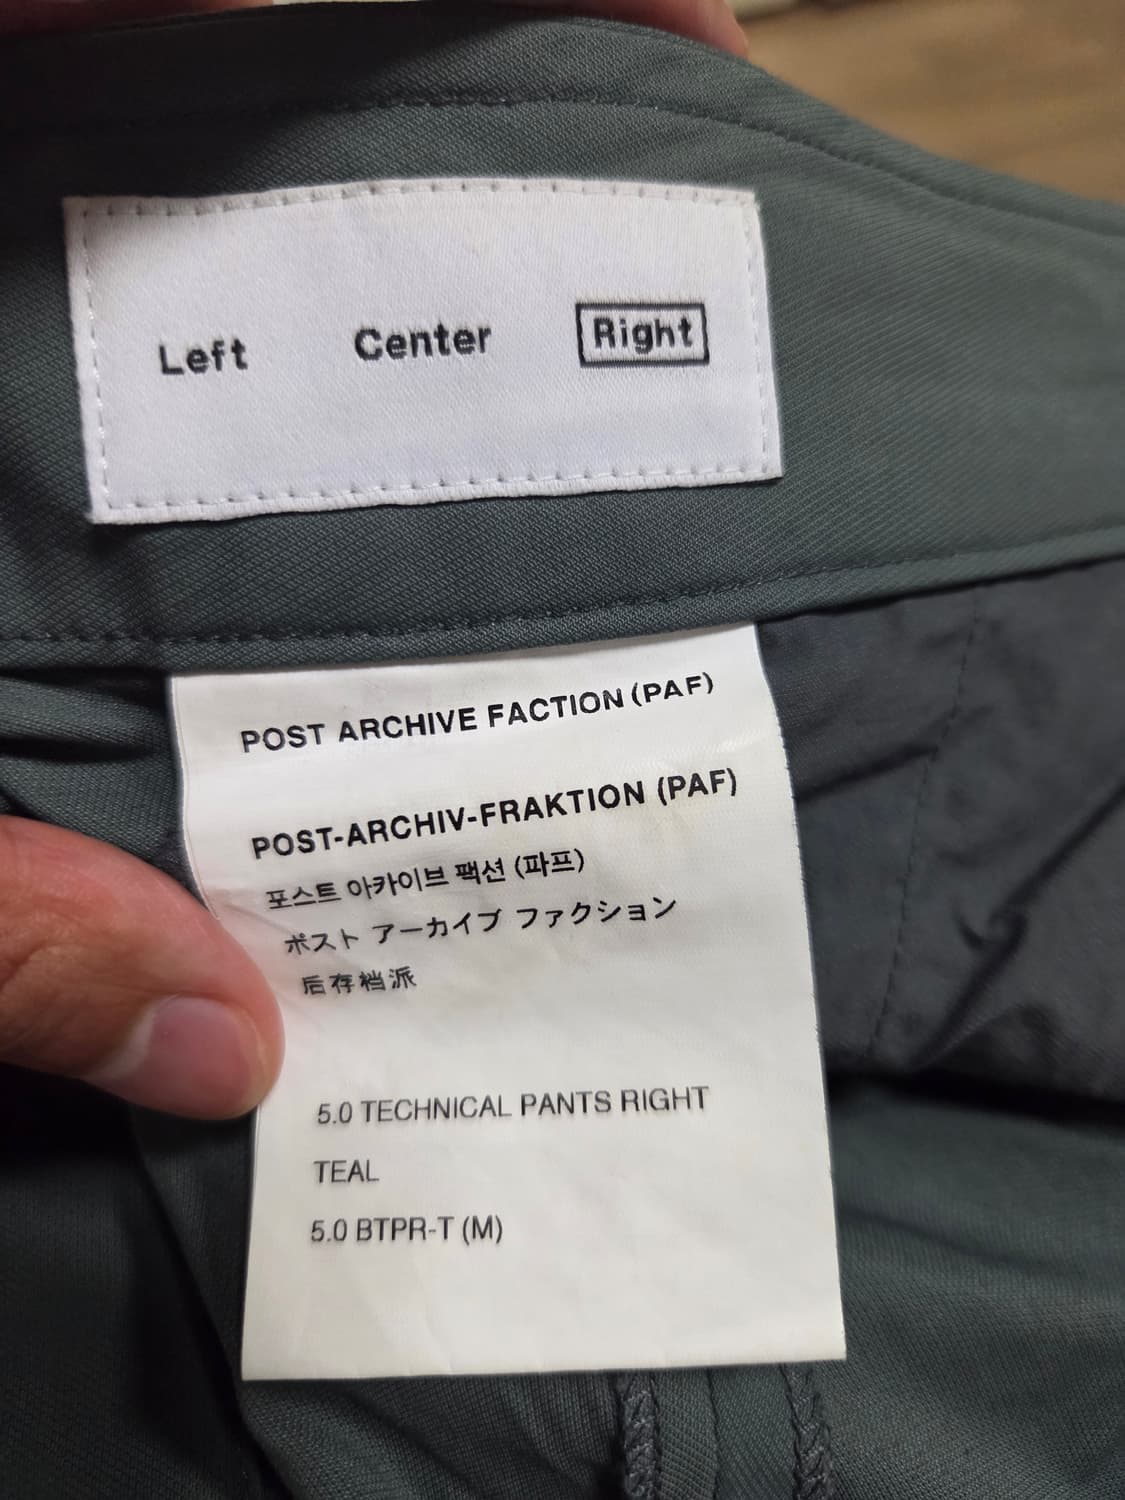 Left Center Right
POST ARCHIVE FACTION (PAF)
POST-ARCHIV-FRAKTION (PAF)
포스트 아카이브 팩션 (파프)
ポスト アーカイブ ファクション
后存档派
5.0 TECHNICAL PANTS RIGHT
TEAL
5.0 BTPR-T (M)